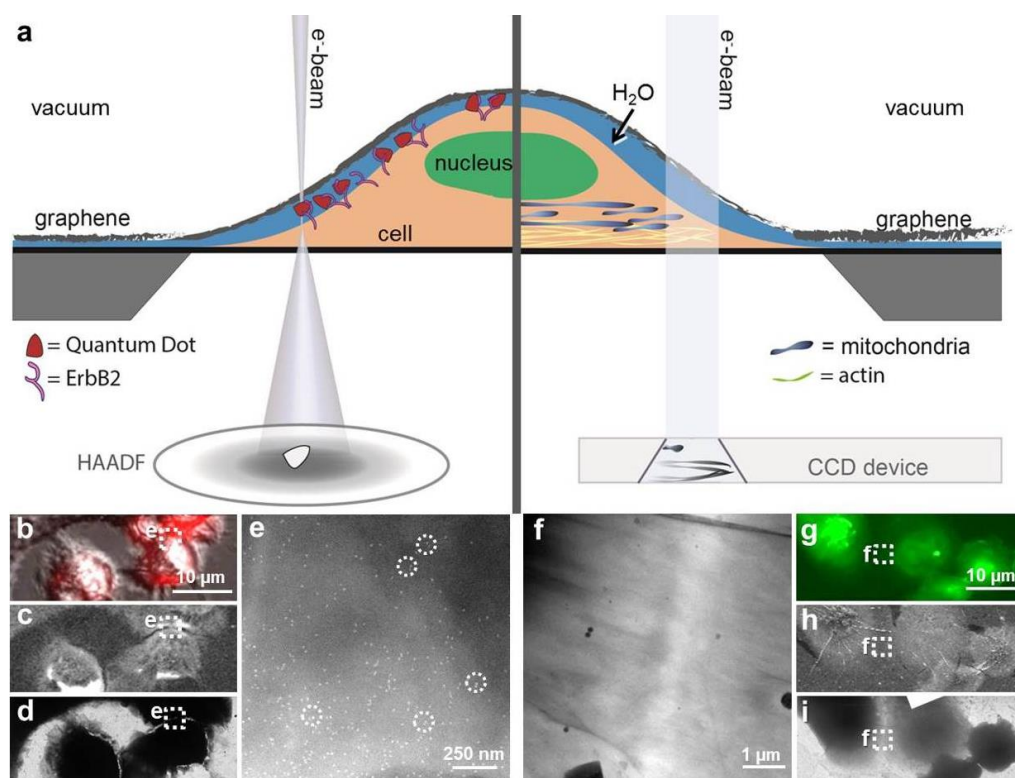 a
e⁻-beam
e⁻-beam
vacuum
H₂O
vacuum
nucleus
graphene
graphene
cell
= Quantum Dot
= ErbB2
= mitochondria
= actin
HAADF
CCD device
b
e
10 µm
c
e
d
e
e
250 nm
f
1 µm
g
f
10 µm
h
f
i
f